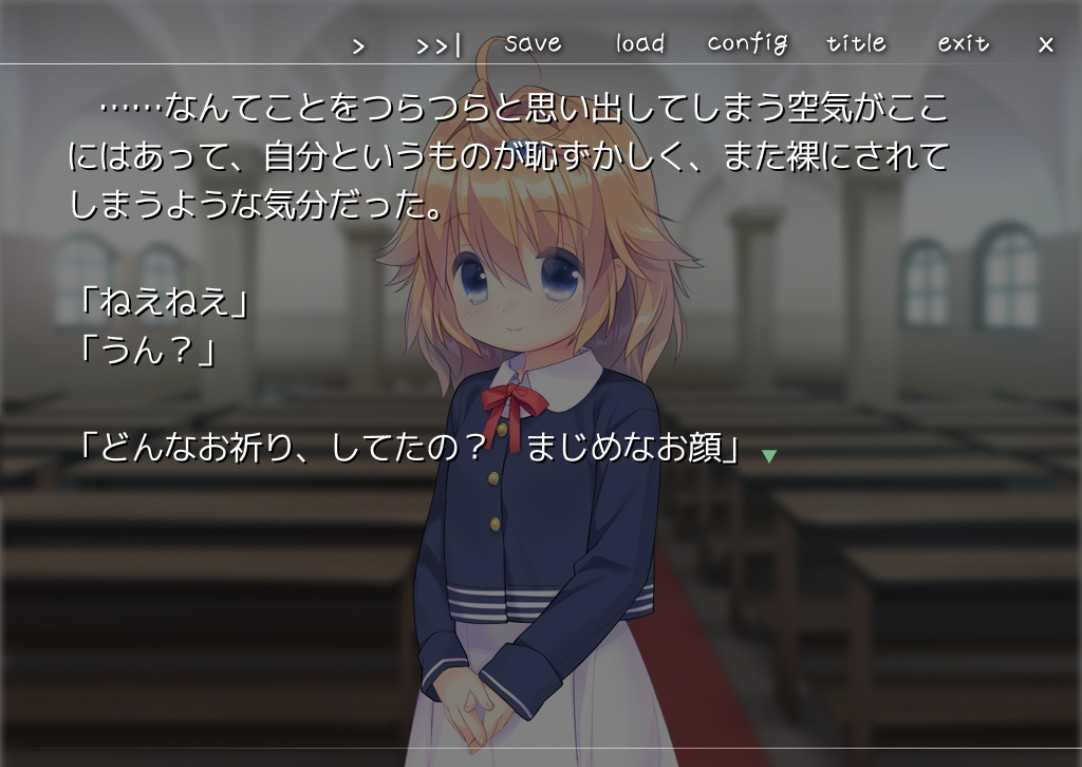 > >>| save load config title exit x
……なんてことをつらつらと思い出してしまう空気がここ
にはあって、自分というものが恥ずかしく、また裸にされて
しまうような気分だった。
「ねえねえ」
「うん？」
「どんなお祈り、してたの？　まじめなお顔」